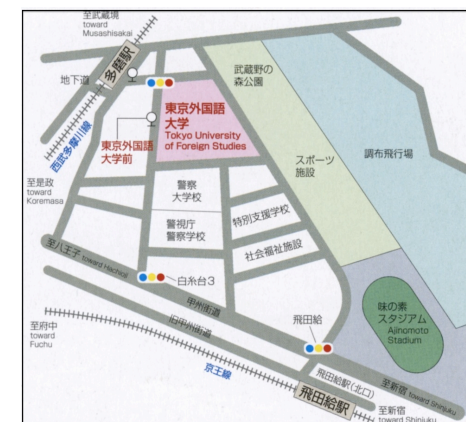 至武蔵境
toward
Musashisakai
多磨駅
地下道
西武多摩川線
東京外国語
大学前
東京外国語
大学
Tokyo University
of Foreign Studies
武蔵野の
森公園
スポーツ
施設
調布飛行場
至是政
toward
Koremasa
警察
大学校
警視庁
警察学校
特別支援学校
社会福祉施設
至八王子 toward Hachioji
白糸台3
甲州街道
旧甲州街道
味の素
スタジアム
Ajinomoto
Stadium
至府中
toward
Fuchu
飛田給
京王線
飛田給駅(北口)
飛田給駅
至新宿 toward Shinjuku
至新宿
toward Shinjuku